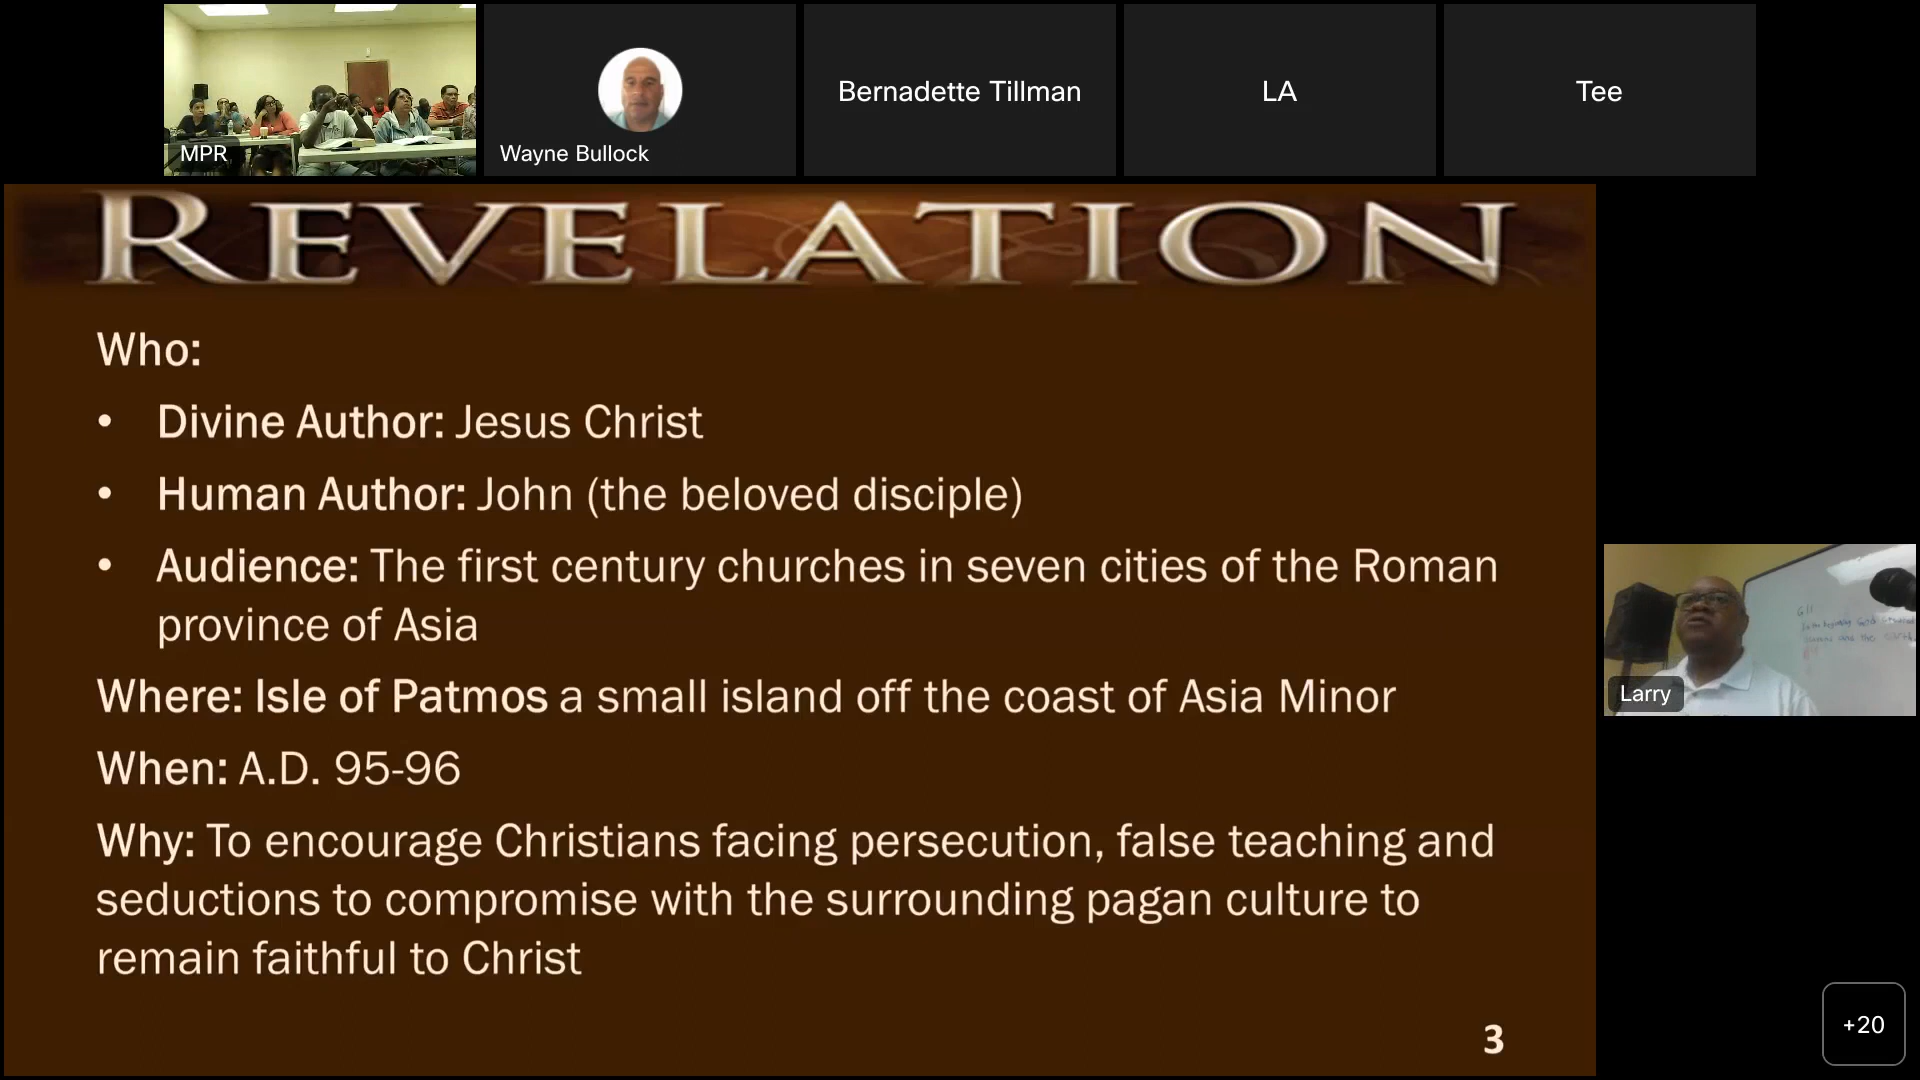 MPR
Wayne Bullock
Bernadette Tillman
LA
Tee
REVELATION
Who:
• Divine Author: Jesus Christ
• Human Author: John (the beloved disciple)
• Audience: The first century churches in seven cities of the Roman
province of Asia
Where: Isle of Patmos a small island off the coast of Asia Minor
When: A.D. 95-96
Why: To encourage Christians facing persecution, false teaching and
seductions to compromise with the surrounding pagan culture to
remain faithful to Christ
3
Larry
+20